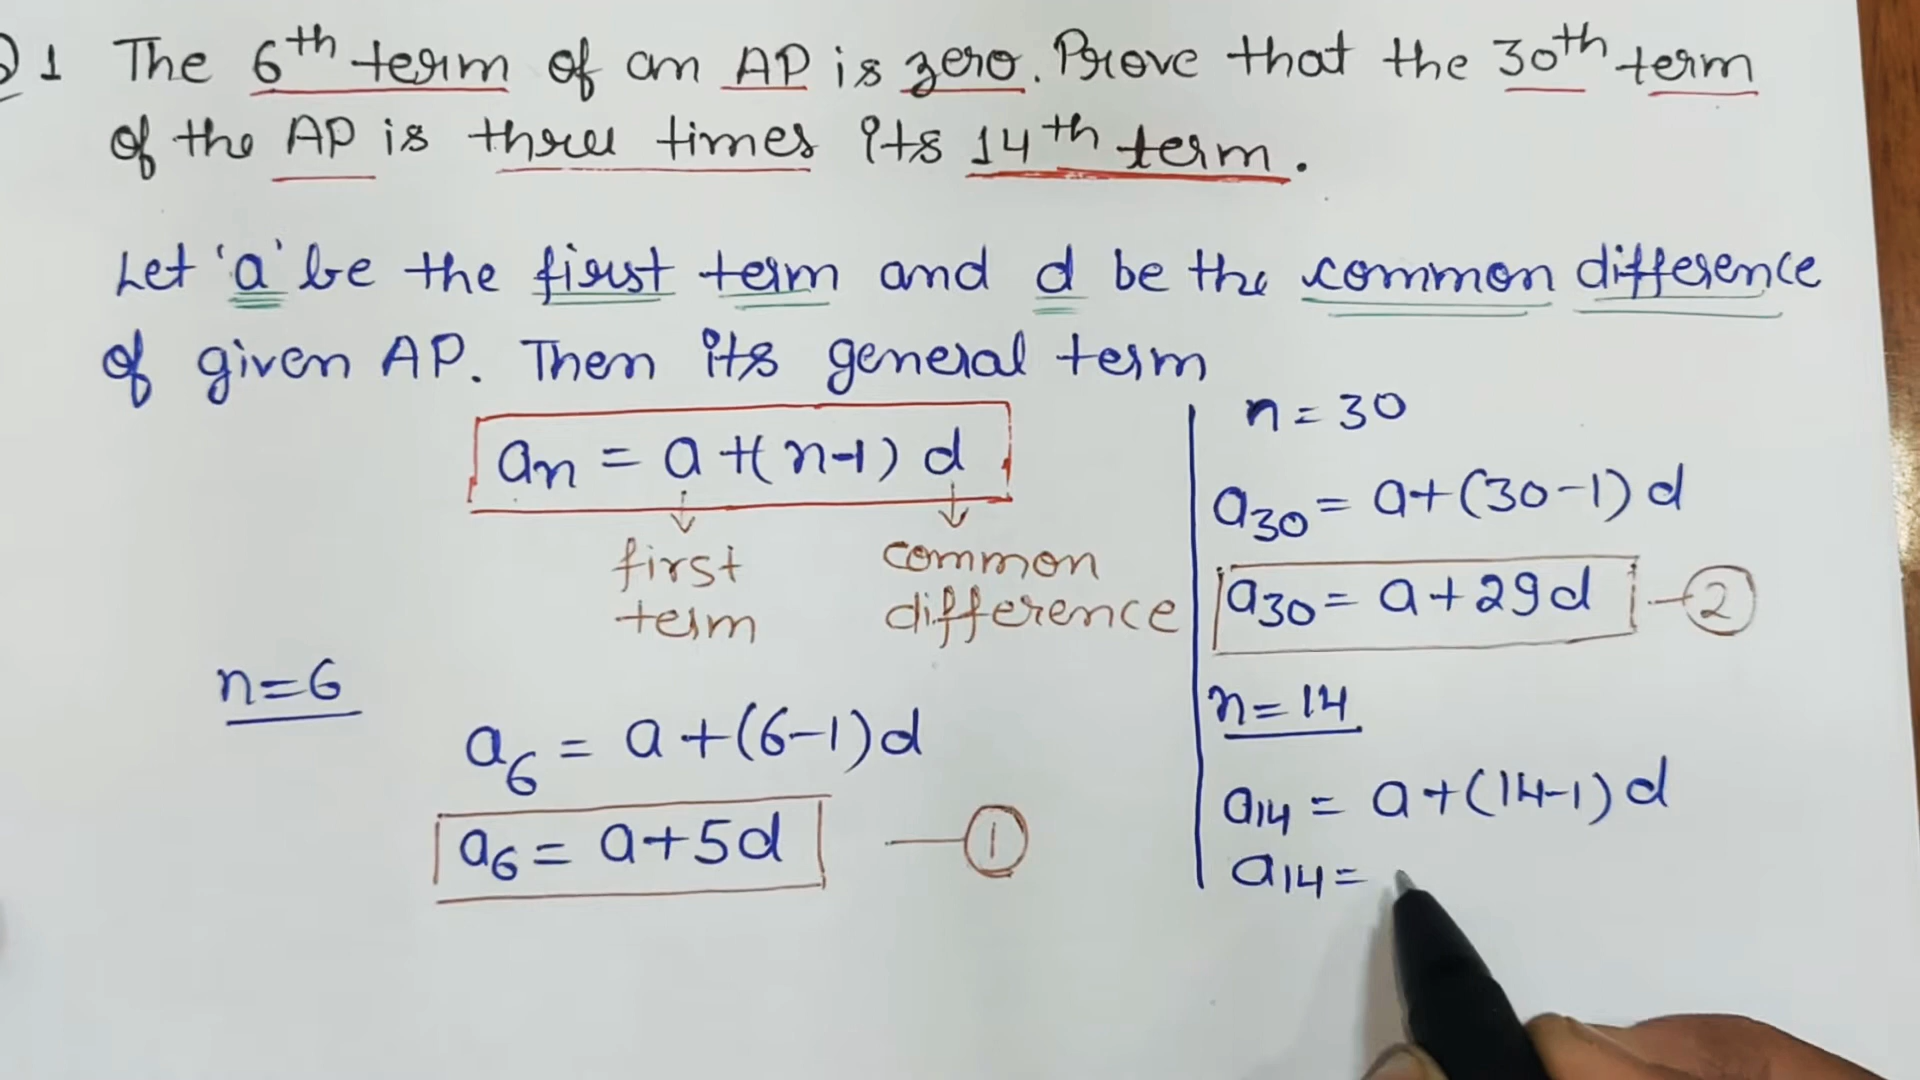 1 The 6th term of an AP is zero. Prove that the 30th term
of the AP is three times its 14th term.
Let 'a' be the first term and d be the common difference
of given AP. Then its general term
an = a+(n-1) d
first
term
common
difference
n=6
a6 = a+(6-1)d
a6 = a+5d
1
n=30
a30 = a+(30-1) d
a30 = a+29d
2
n=14
a14 = a+(14-1) d
a14 =